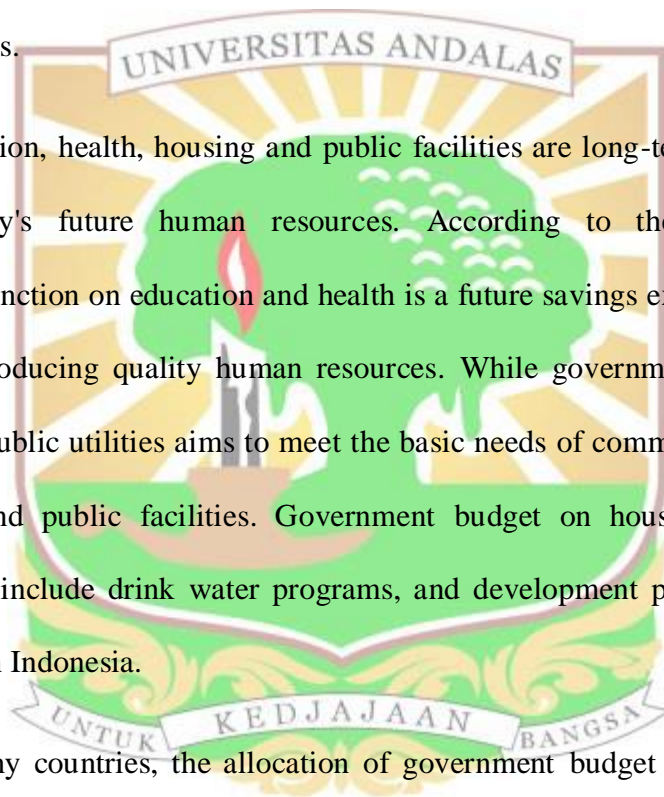 s.
UNIVERSITAS ANDALAS
ion, health, housing and public facilities are long-te
y's future human resources. According to the
nction on education and health is a future savings e
oducing quality human resources. While governm
ublic utilities aims to meet the basic needs of comm
nd public facilities. Government budget on hous
include drink water programs, and development p
n Indonesia.
UNTUK KEDJAJAAN BANGSA
ny countries, the allocation of government budget